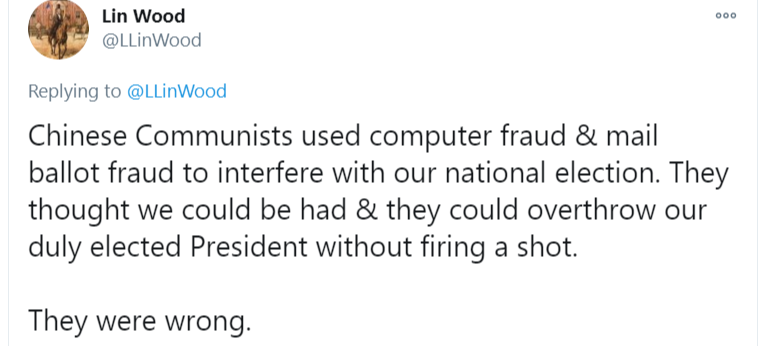 Lin Wood
@LLinWood
Replying to @LLinWood
Chinese Communists used computer fraud & mail
ballot fraud to interfere with our national election. They
thought we could be had & they could overthrow our
duly elected President without firing a shot.
They were wrong.